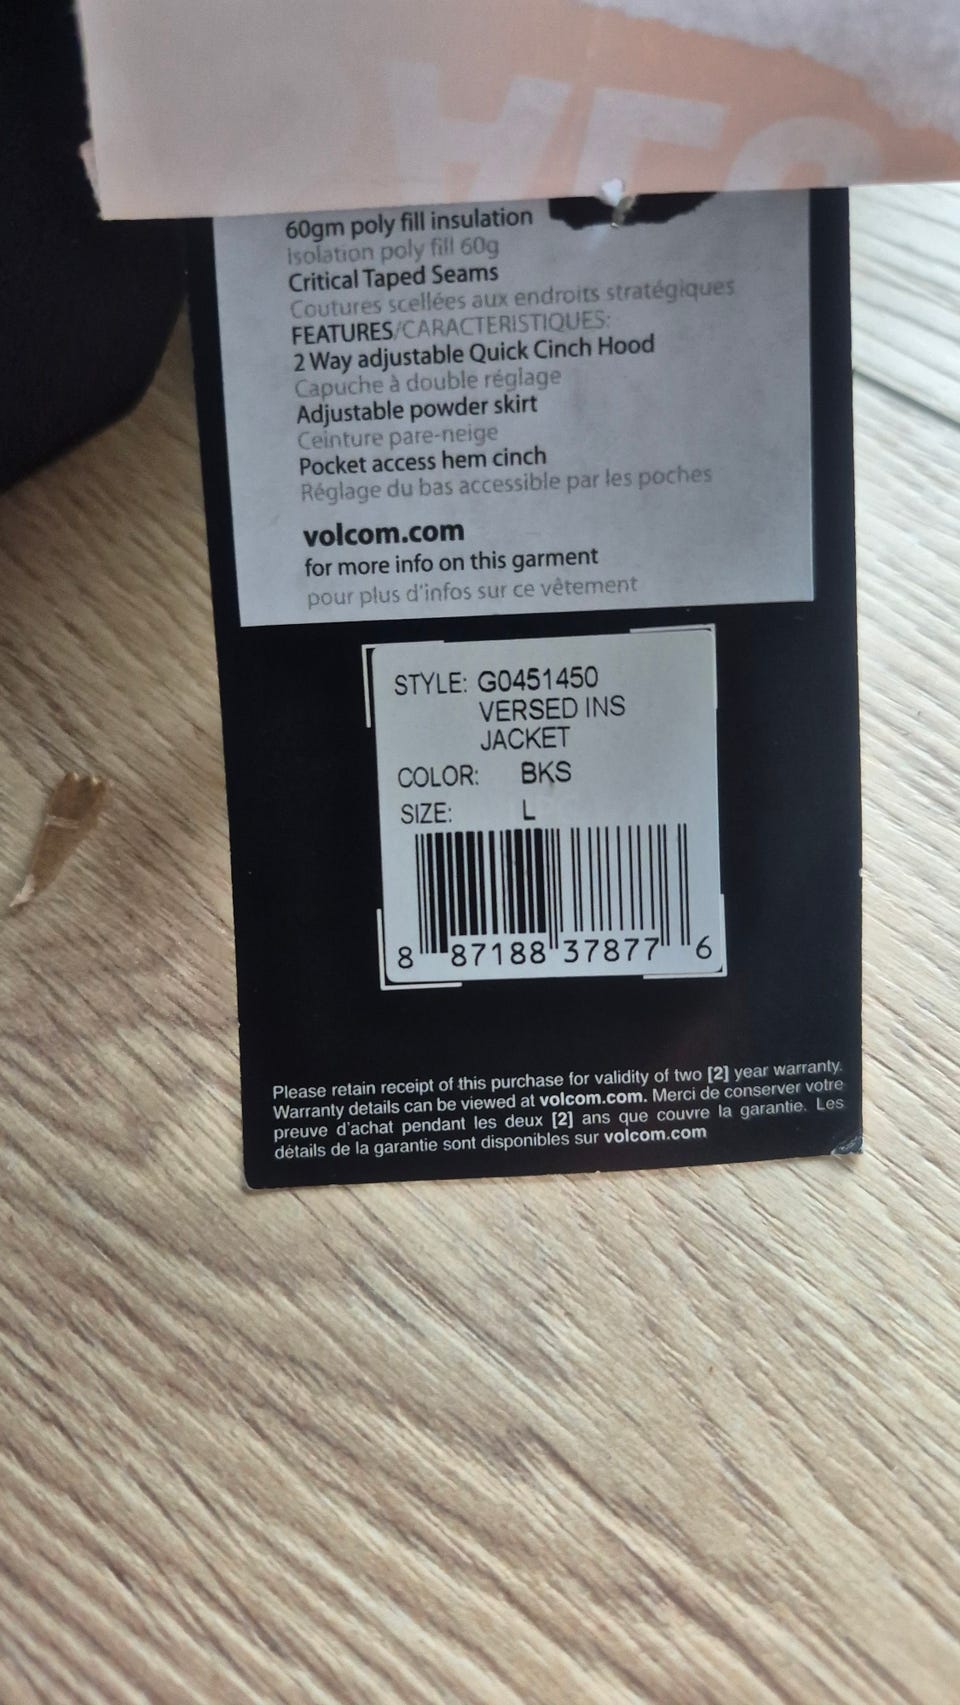 60gm poly fill insulation
Isolation poly fill 60g
Critical Taped Seams
Coutures scellées aux endroits stratégiques
FEATURES/CARACTERISTIQUES:
2 Way adjustable Quick Cinch Hood
Capuche à double réglage
Adjustable powder skirt
Ceinture pare-neige
Pocket access hem cinch
Réglage du bas accessible par les poches
volcom.com
for more info on this garment
pour plus d'infos sur ce vêtement
STYLE: G0451450
VERSED INS
JACKET
COLOR: BKS
SIZE: L
8 87188 37877 6
Please retain receipt of this purchase for validity of two [2] year warranty.
Warranty details can be viewed at volcom.com. Merci de conserver votre
preuve d'achat pendant les deux [2] ans que couvre la garantie. Les
détails de la garantie sont disponibles sur volcom.com